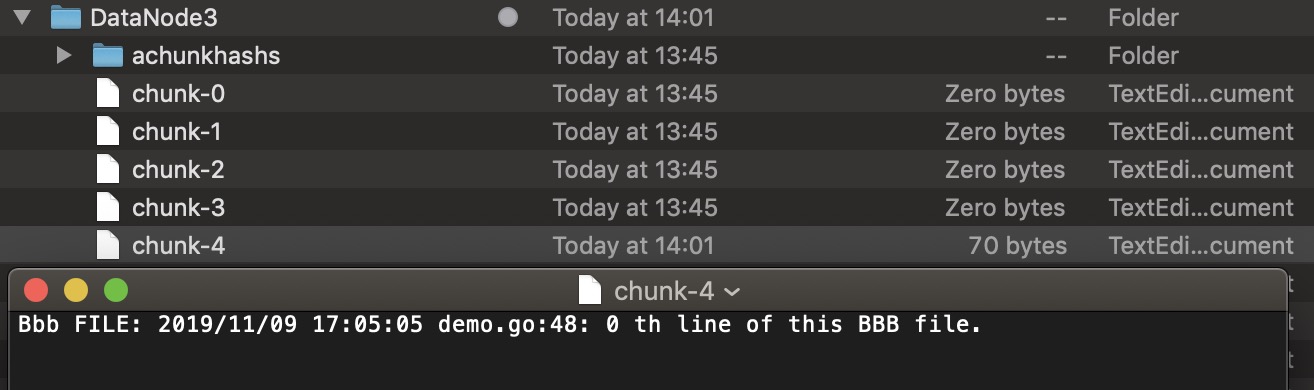 DataNode3 Today at 14:01 -- Folder
achunkhashs Today at 13:45 -- Folder
chunk-0 Today at 13:45 Zero bytes TextEdi...cument
chunk-1 Today at 13:45 Zero bytes TextEdi...cument
chunk-2 Today at 13:45 Zero bytes TextEdi...cument
chunk-3 Today at 13:45 Zero bytes TextEdi...cument
chunk-4 Today at 14:01 70 bytes TextEdi...cument
chunk-4
Bbb FILE: 2019/11/09 17:05:05 demo.go:48: 0 th line of this BBB file.